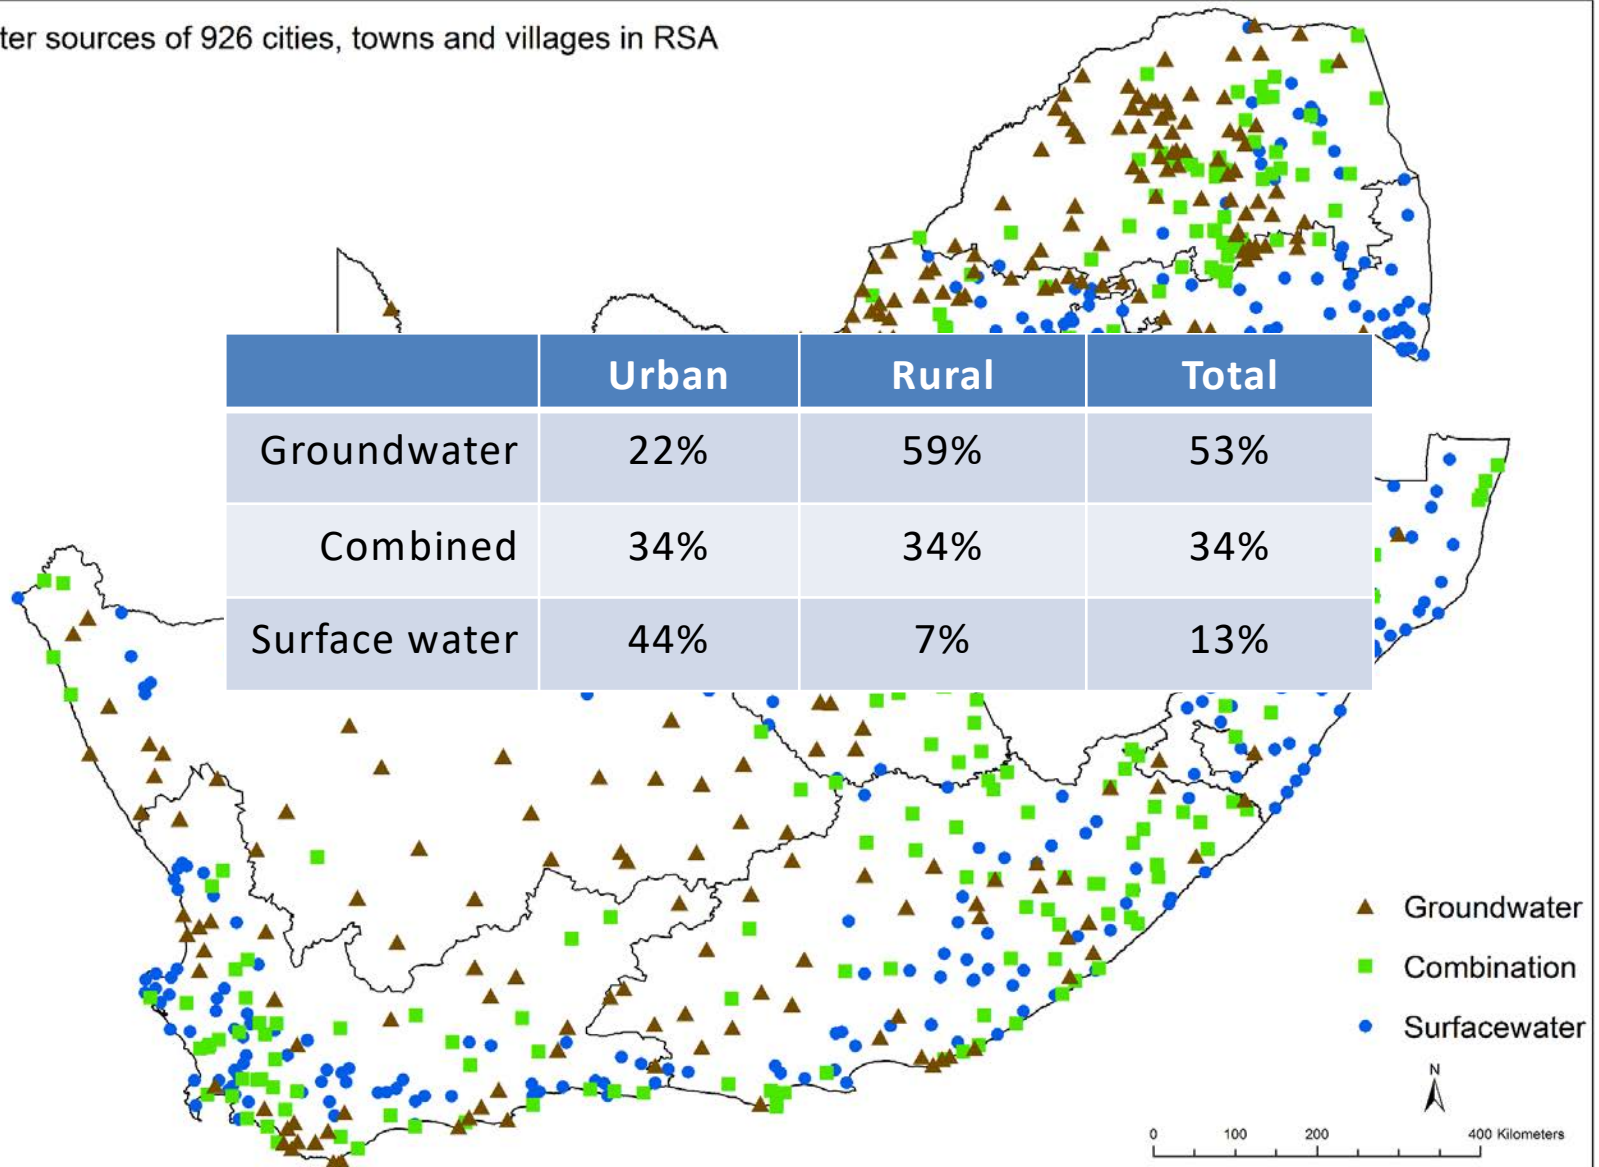 ter sources of 926 cities, towns and villages in RSA
Urban Rural Total
Groundwater 22% 59% 53%
Combined 34% 34% 34%
Surface water 44% 7% 13%
Groundwater
Combination
Surfacewater
N
0 100 200 400 Kilometers